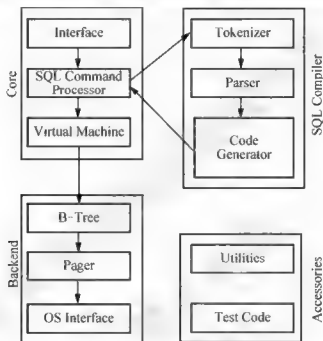 Core
Interface
SQL Command
Processor
Virtual Machine
SQL Compiler
Tokenizer
Parser
Code
Generator
Backend
B-Tree
Pager
OS Interface
Accessories
Utilities
Test Code